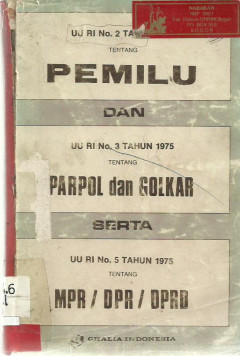 UU RI No. 2 TA
TENTANG
PEMILU
DAN
UU RI No. 3 TAHUN 1975
TENTANG
PARPOL dan GOLKAR
SERTA
UU RI No. 5 TAHUN 1975
TENTANG
MPR / DPR / DPRD
GHALIA INDONESIA